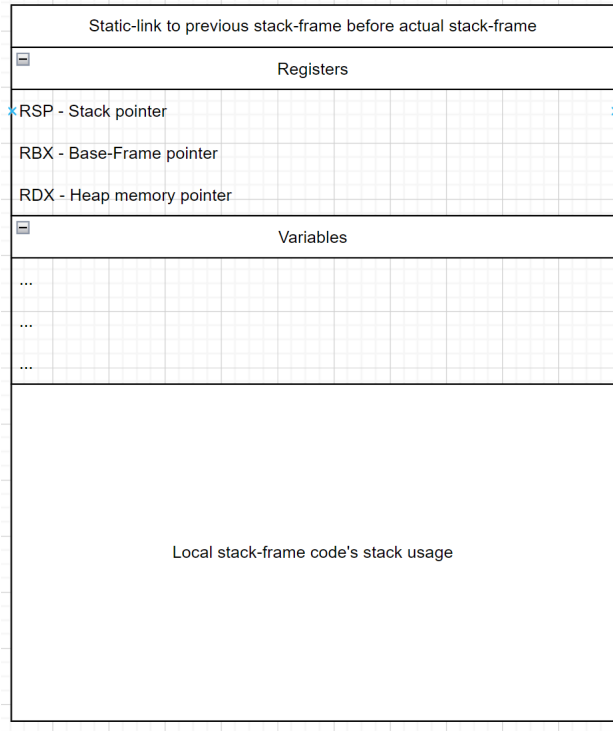 Static-link to previous stack-frame before actual stack-frame
Registers
RSP - Stack pointer
RBX - Base-Frame pointer
RDX - Heap memory pointer
Variables
...
...
...
Local stack-frame code's stack usage